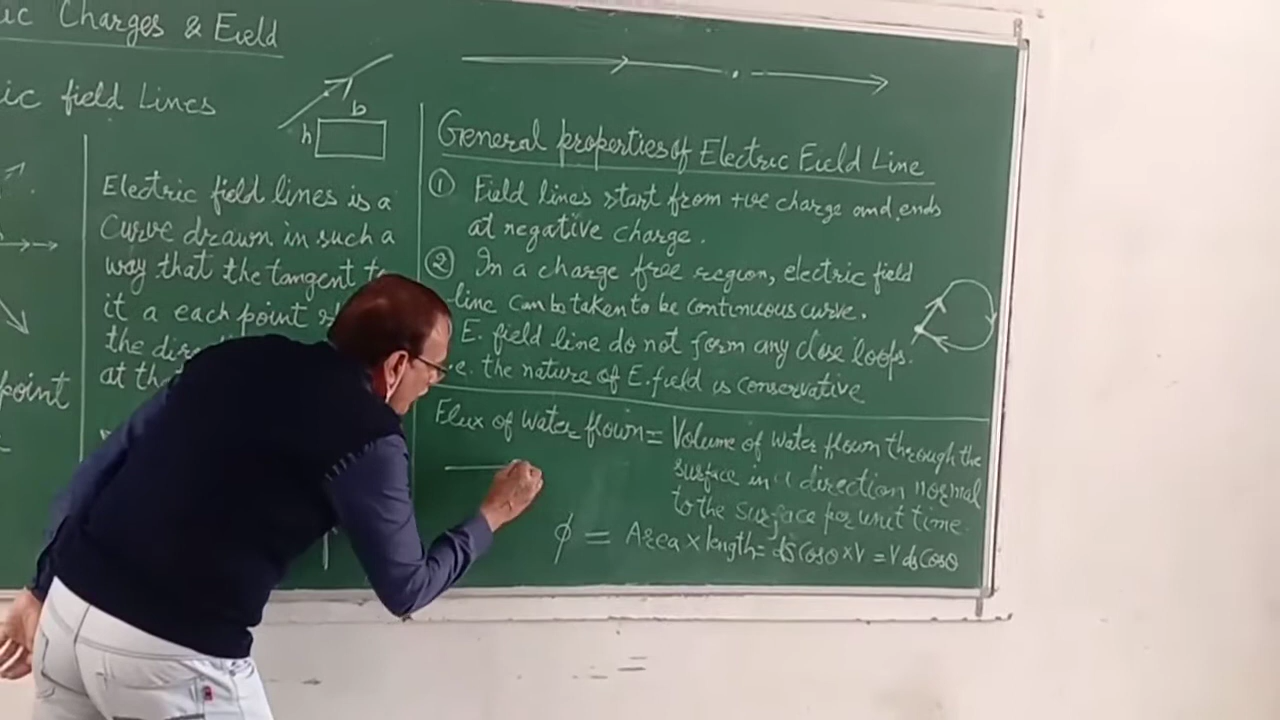 ic Charges & Field
ic field Lines
b
h
Electric field lines is a
Curve drawn in such a
way that the tangent to
it a each point
the
at
point
General properties of Electric Field Line
① Field lines start from +ve charge and ends
at negative charge.
② In a charge free region, electric field
line can be taken to be continuous curve.
E. field line do not form any close loops.
.e. the nature of E.field is conservative
Flux of Water flown = Volume of Water flown through the
surface in a direction normal
to the surface per unit time.
ϕ = Area × length = ds Cosθ × V = V ds Cosθ